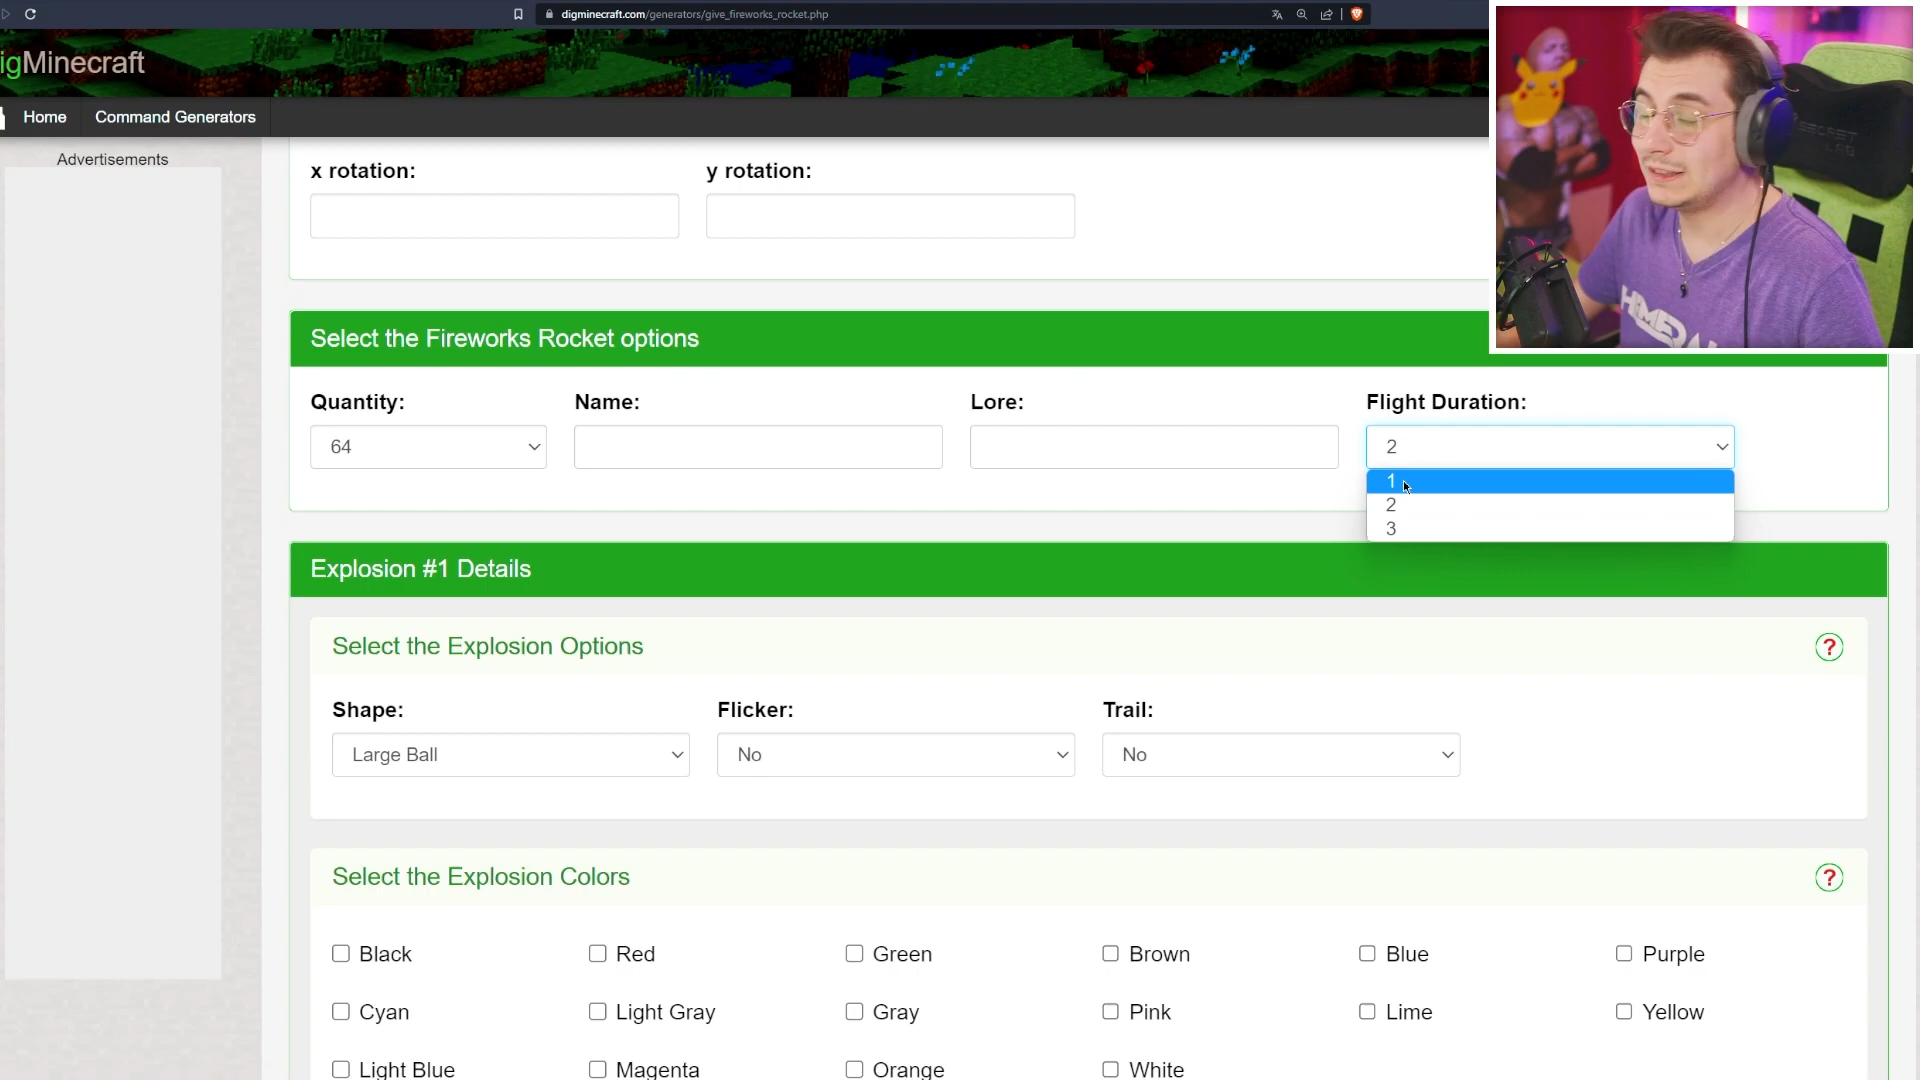 digminecraft.com/generators/give_fireworks_rocket.php
igMinecraft
Home Command Generators
Advertisements
x rotation: y rotation:
Select the Fireworks Rocket options
Quantity: Name: Lore: Flight Duration:
64 2
1
2
3
Explosion #1 Details
Select the Explosion Options ?
Shape: Flicker: Trail:
Large Ball No No
Select the Explosion Colors ?
Black Red Green Brown Blue Purple
Cyan Light Gray Gray Pink Lime Yellow
Light Blue Magenta Orange White
SECRET
LAB